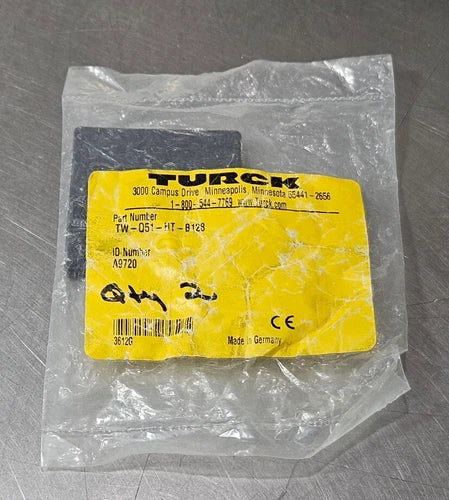 TURCK
3000 Campus Drive Minneapolis, Minnesota 55441-2656
1-800-544-7769 www.Turck.com
Part Number
TW-Q51-HT-B128
ID Number
A9720
Qty 2
3612G
CE
Made in Germany